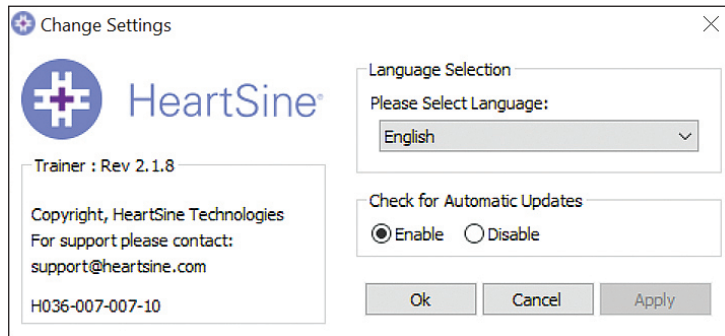 Change Settings
HeartSine®
Trainer : Rev 2.1.8
Copyright, HeartSine Technologies
For support please contact:
support@heartsine.com
H036-007-007-10
Language Selection
Please Select Language:
English
Check for Automatic Updates
Enable Disable
Ok Cancel Apply